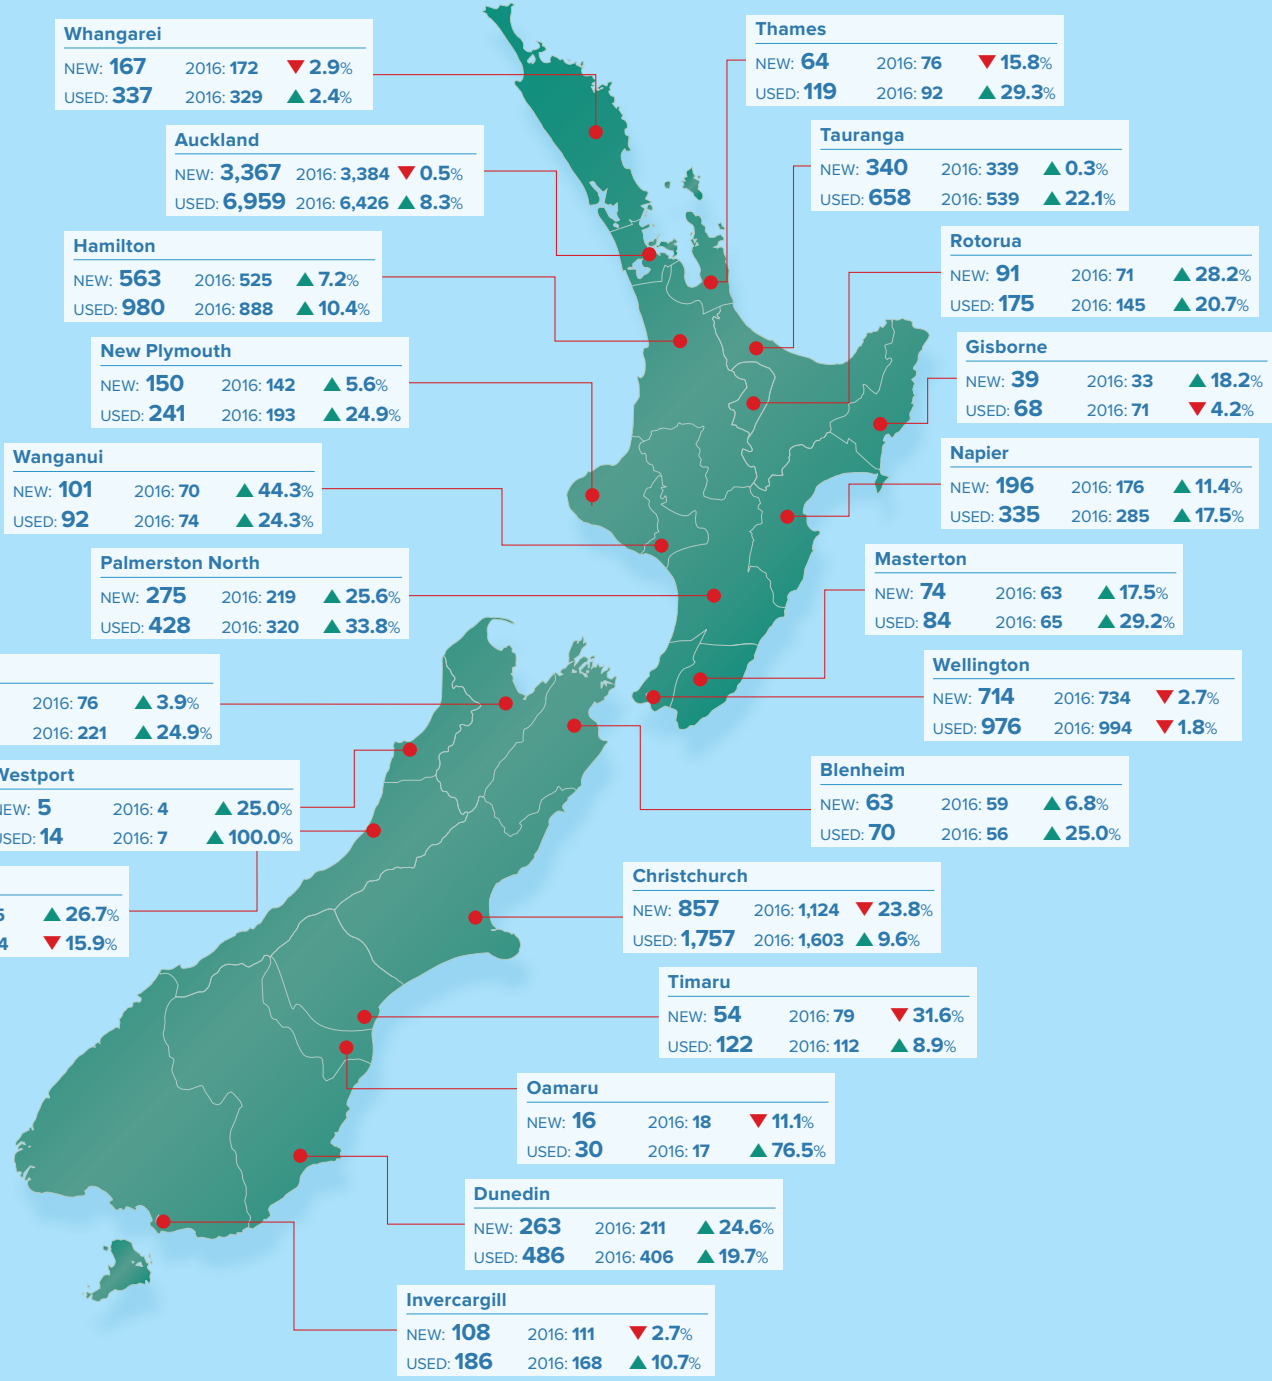 Whangarei
NEW: 167 2016: 172 ▼ 2.9%
USED: 337 2016: 329 ▲ 2.4%
Thames
NEW: 64 2016: 76 ▼ 15.8%
USED: 119 2016: 92 ▲ 29.3%
Auckland
NEW: 3,367 2016: 3,384 ▼ 0.5%
USED: 6,959 2016: 6,426 ▲ 8.3%
Tauranga
NEW: 340 2016: 339 ▲ 0.3%
USED: 658 2016: 539 ▲ 22.1%
Hamilton
NEW: 563 2016: 525 ▲ 7.2%
USED: 980 2016: 888 ▲ 10.4%
Rotorua
NEW: 91 2016: 71 ▲ 28.2%
USED: 175 2016: 145 ▲ 20.7%
New Plymouth
NEW: 150 2016: 142 ▲ 5.6%
USED: 241 2016: 193 ▲ 24.9%
Gisborne
NEW: 39 2016: 33 ▲ 18.2%
USED: 68 2016: 71 ▼ 4.2%
Wanganui
NEW: 101 2016: 70 ▲ 44.3%
USED: 92 2016: 74 ▲ 24.3%
Napier
NEW: 196 2016: 176 ▲ 11.4%
USED: 335 2016: 285 ▲ 17.5%
Palmerston North
NEW: 275 2016: 219 ▲ 25.6%
USED: 428 2016: 320 ▲ 33.8%
Masterton
NEW: 74 2016: 63 ▲ 17.5%
USED: 84 2016: 65 ▲ 29.2%
2016: 76 ▲ 3.9%
2016: 221 ▲ 24.9%
Wellington
NEW: 714 2016: 734 ▼ 2.7%
USED: 976 2016: 994 ▼ 1.8%
Westport
NEW: 5 2016: 4 ▲ 25.0%
USED: 14 2016: 7 ▲ 100.0%
Blenheim
NEW: 63 2016: 59 ▲ 6.8%
USED: 70 2016: 56 ▲ 25.0%
5 ▲ 26.7%
4 ▼ 15.9%
Christchurch
NEW: 857 2016: 1,124 ▼ 23.8%
USED: 1,757 2016: 1,603 ▲ 9.6%
Timaru
NEW: 54 2016: 79 ▼ 31.6%
USED: 122 2016: 112 ▲ 8.9%
Oamaru
NEW: 16 2016: 18 ▼ 11.1%
USED: 30 2016: 17 ▲ 76.5%
Dunedin
NEW: 263 2016: 211 ▲ 24.6%
USED: 486 2016: 406 ▲ 19.7%
Invercargill
NEW: 108 2016: 111 ▼ 2.7%
USED: 186 2016: 168 ▲ 10.7%